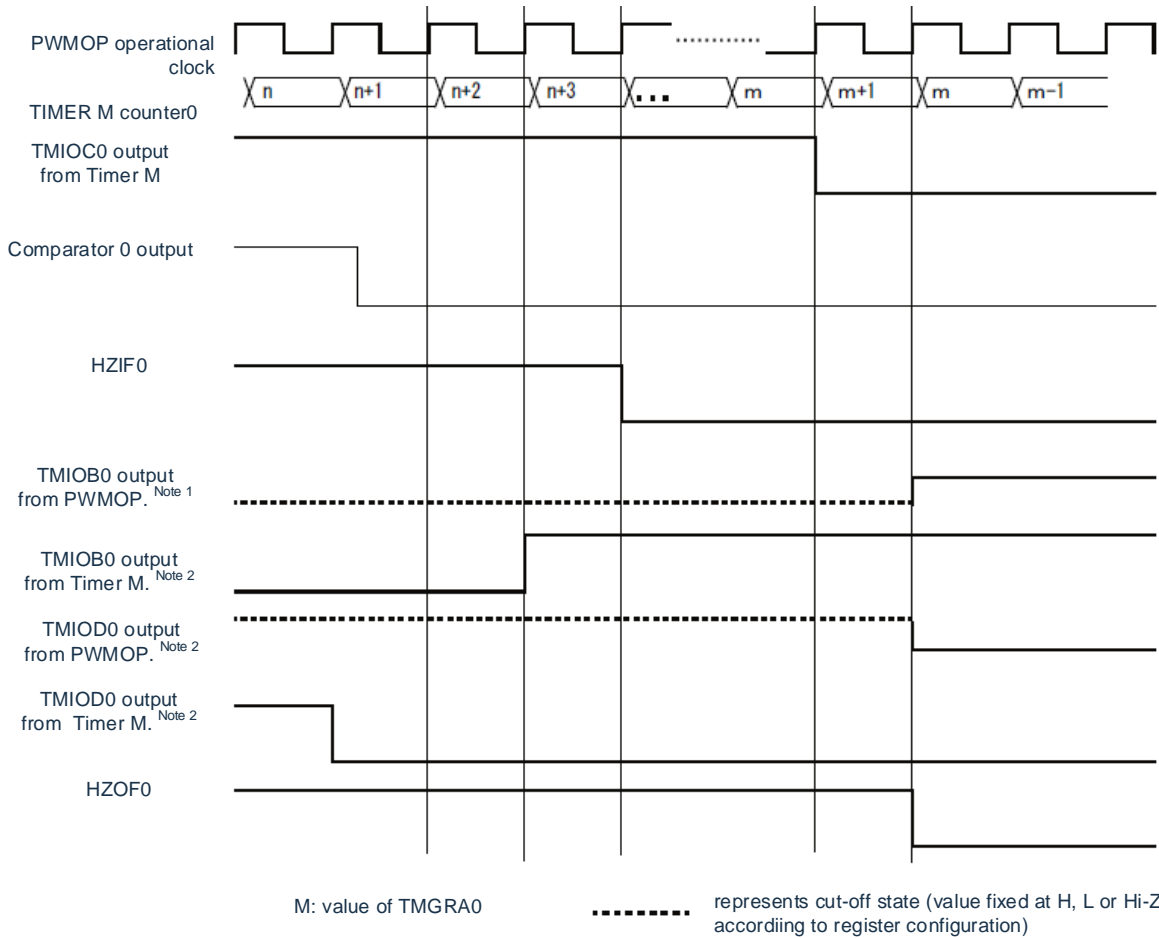 PWMOP operational
clock
n n+1 n+2 n+3 ... m m+1 m m−1
TIMER M counter0
TMIOC0 output
from Timer M
Comparator 0 output
HZIF0
TMIOB0 output
from PWMOP. Note 1
TMIOB0 output
from Timer M. Note 2
TMIOD0 output
from PWMOP. Note 2
TMIOD0 output
from Timer M. Note 2
HZOF0
M: value of TMGRA0
represents cut-off state (value fixed at H, L or Hi-Z
accordiing to register configuration)